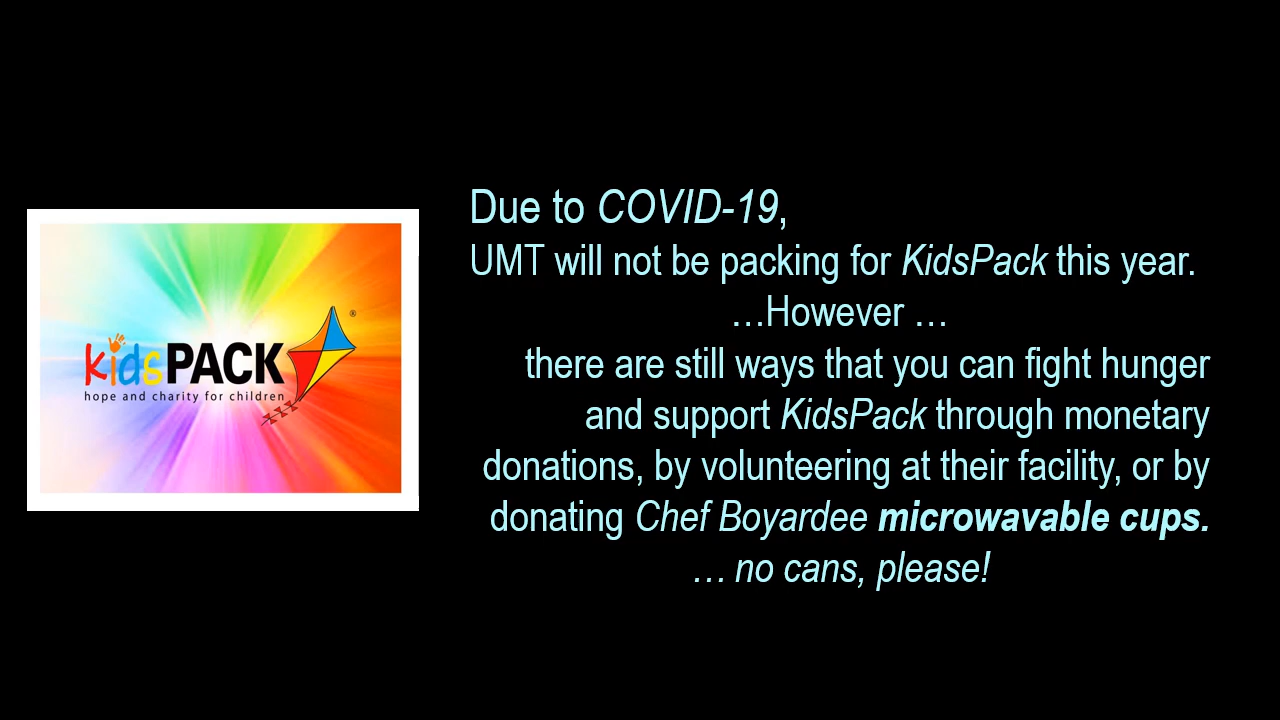 kidsPACK®
hope and charity for children
Due to COVID-19,
UMT will not be packing for KidsPack this year.
…However …
there are still ways that you can fight hunger
and support KidsPack through monetary
donations, by volunteering at their facility, or by
donating Chef Boyardee microwavable cups.
… no cans, please!